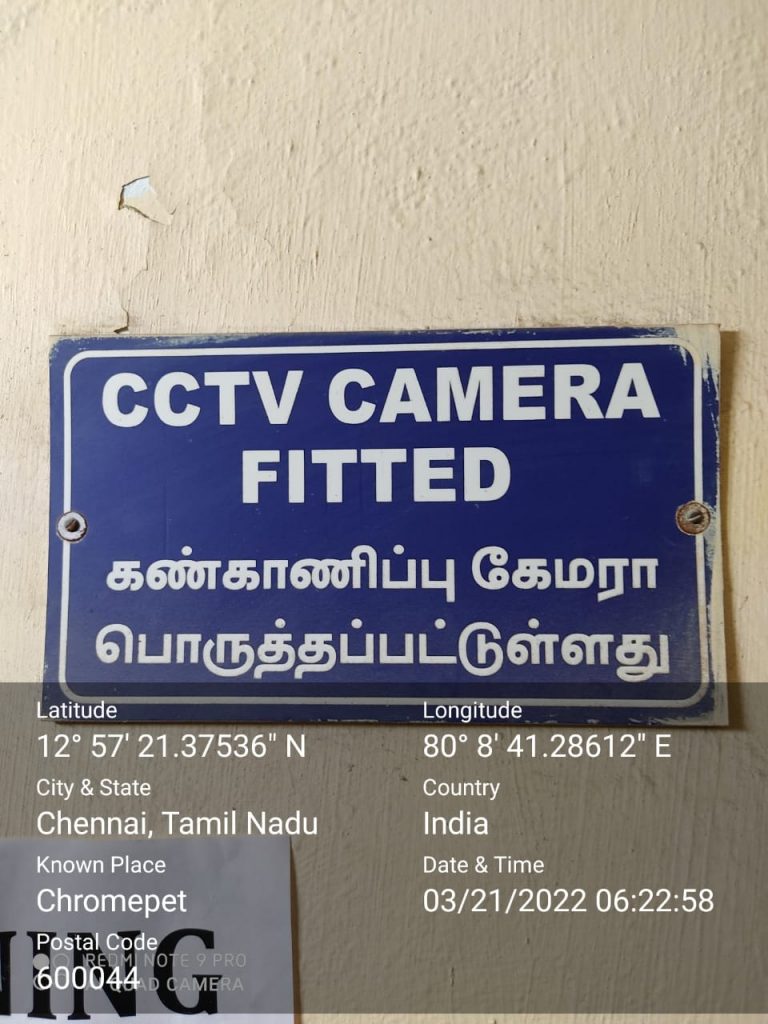 CCTV CAMERA
FITTED
கண்காணிப்பு கேமரா
பொருத்தப்பட்டுள்ளது
Latitude
12° 57' 21.37536" N
Longitude
80° 8' 41.28612" E
City & State
Chennai, Tamil Nadu
Country
India
Known Place
Chromepet
Date & Time
03/21/2022 06:22:58
Postal Code
600044
REDMI NOTE 9 PRO
QUAD CAMERA